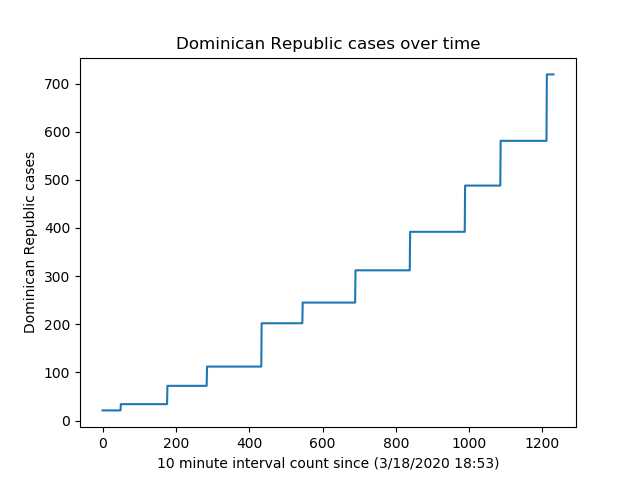 Dominican Republic cases over time
Dominican Republic cases
700
600
500
400
300
200
100
0
0 200 400 600 800 1000 1200
10 minute interval count since (3/18/2020 18:53)